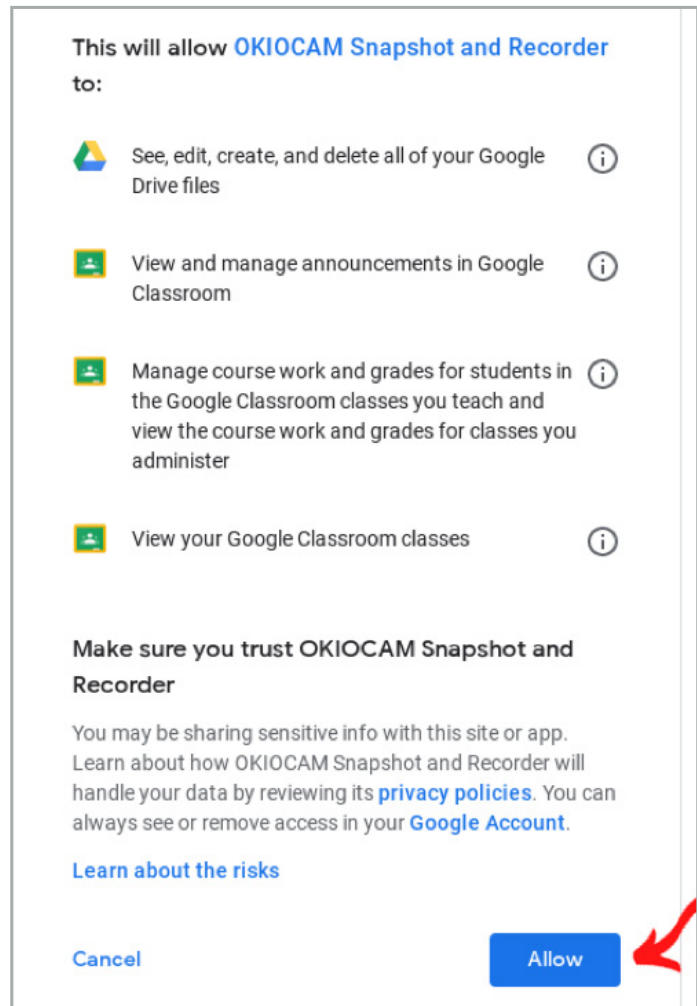 This will allow OKIOCAM Snapshot and Recorder
to:
See, edit, create, and delete all of your Google
Drive files
View and manage announcements in Google
Classroom
Manage course work and grades for students in
the Google Classroom classes you teach and
view the course work and grades for classes you
administer
View your Google Classroom classes
Make sure you trust OKIOCAM Snapshot and
Recorder
You may be sharing sensitive info with this site or app.
Learn about how OKIOCAM Snapshot and Recorder will
handle your data by reviewing its privacy policies. You can
always see or remove access in your Google Account.
Learn about the risks
Cancel
Allow